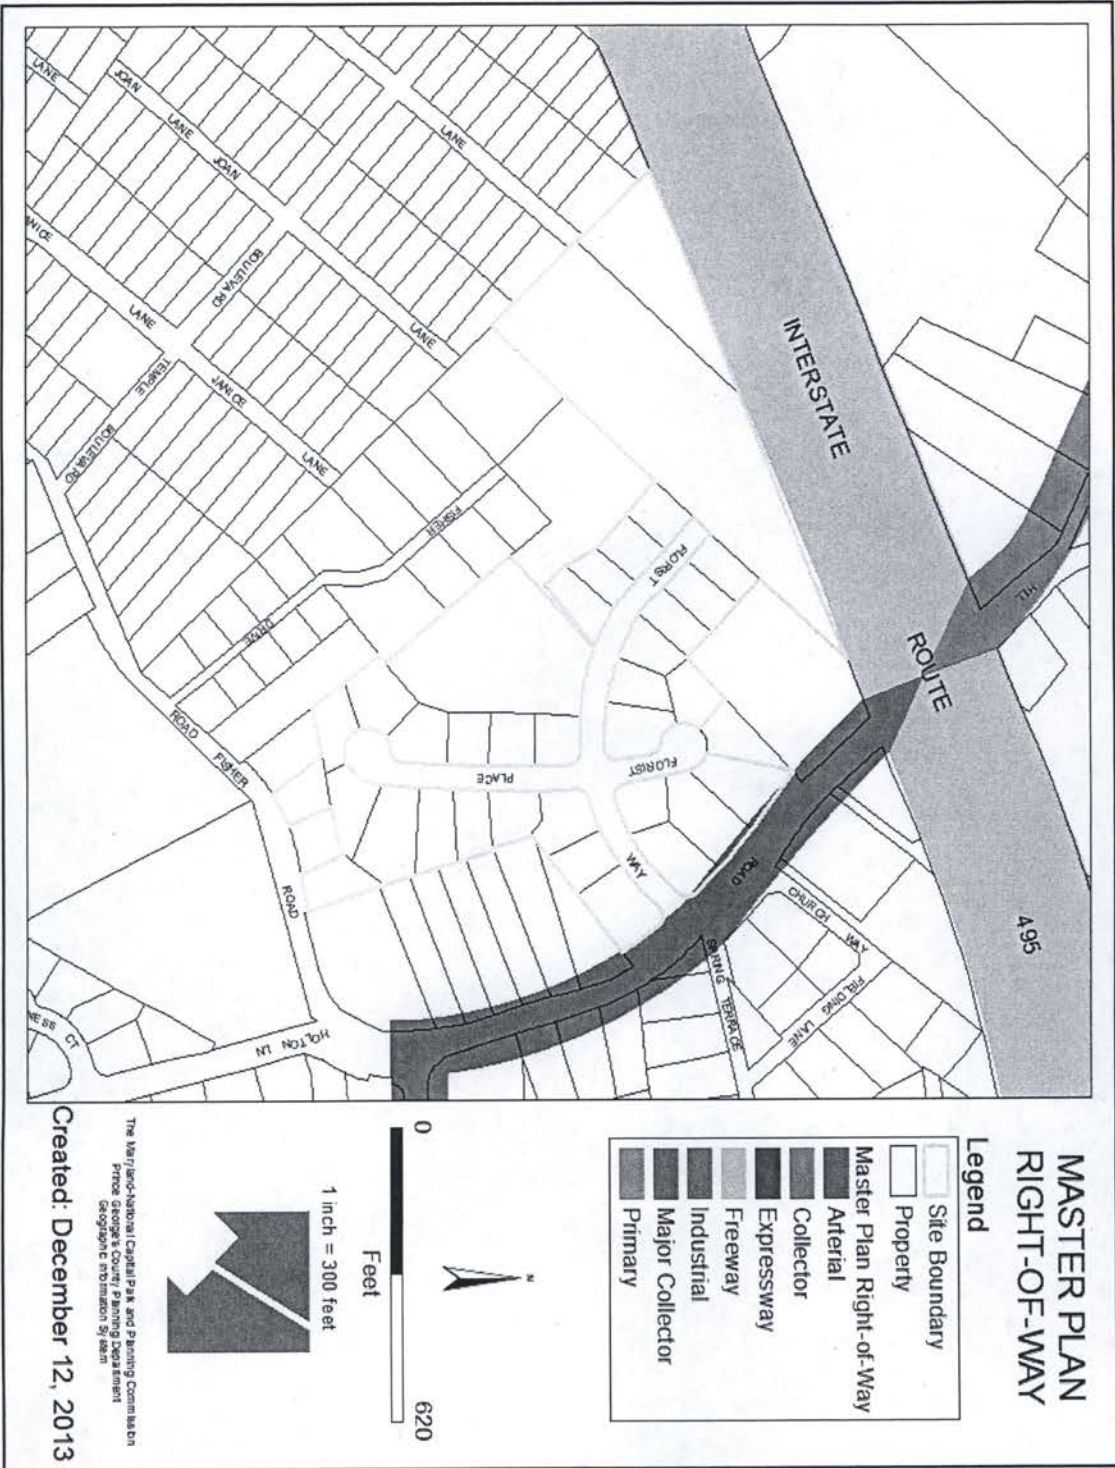 MASTER PLAN
RIGHT-OF-WAY
Legend
Site Boundary
Property
Master Plan Right-of-Way
Arterial
Collector
Expressway
Freeway
Industrial
Major Collector
Primary
N
0
620
Feet
1 inch = 300 feet
The Maryland-National Capital Park and Planning Commission
Prince George's County Planning Department
Geographic Information System
Created: December 12, 2013
INTERSTATE
ROUTE
495
HILL
ROAD
CHURCH WAY
FIELDING LANE
SPRING TERRACE
FLORIST
WAY
FLORIST
PLACE
FISHER
DRIVE
ROAD
FISHER
ROAD
HOLTON LN
NESS CT
LANE
JOAN
LANE
JOAN
LANE
LANE
BOULEVARD
ANICE
LANE
JANICE
LANE
TEMPLE
BOULEVARD